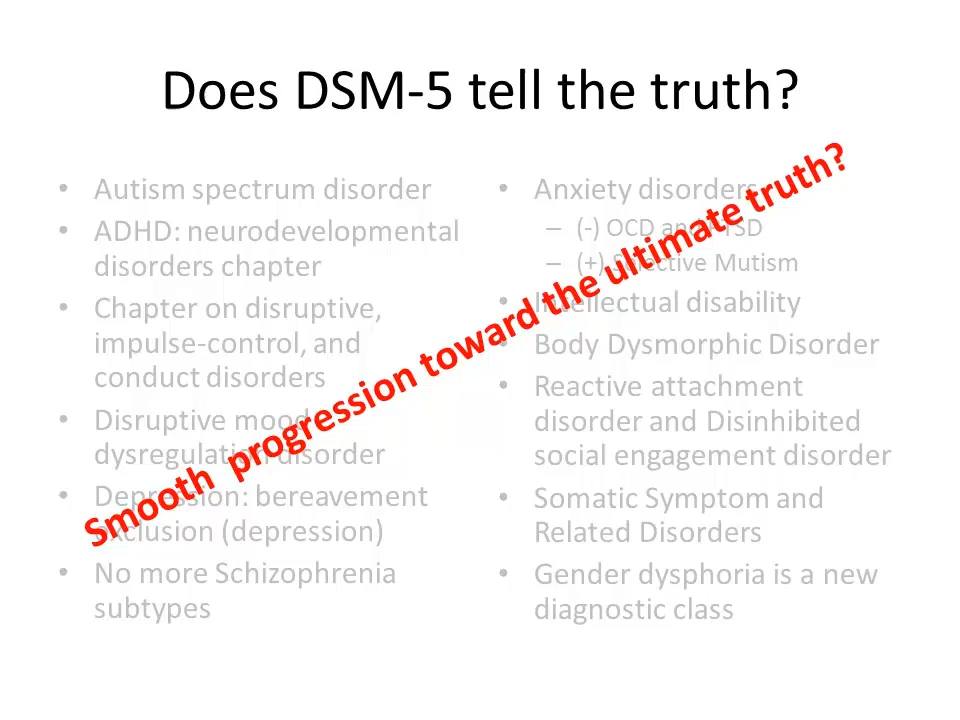 Does DSM-5 tell the truth?
• Autism spectrum disorder
• ADHD: neurodevelopmental
disorders chapter
• Chapter on disruptive,
impulse-control, and
conduct disorders
• Disruptive mood
dysregulation disorder
• Depression: bereavement
exclusion (depression)
• No more Schizophrenia
subtypes
• Anxiety disorders
– (-) OCD and PTSD
– (+) Selective Mutism
• Intellectual disability
• Body Dysmorphic Disorder
• Reactive attachment
disorder and Disinhibited
social engagement disorder
• Somatic Symptom and
Related Disorders
• Gender dysphoria is a new
diagnostic class
Smooth progression toward the ultimate truth?